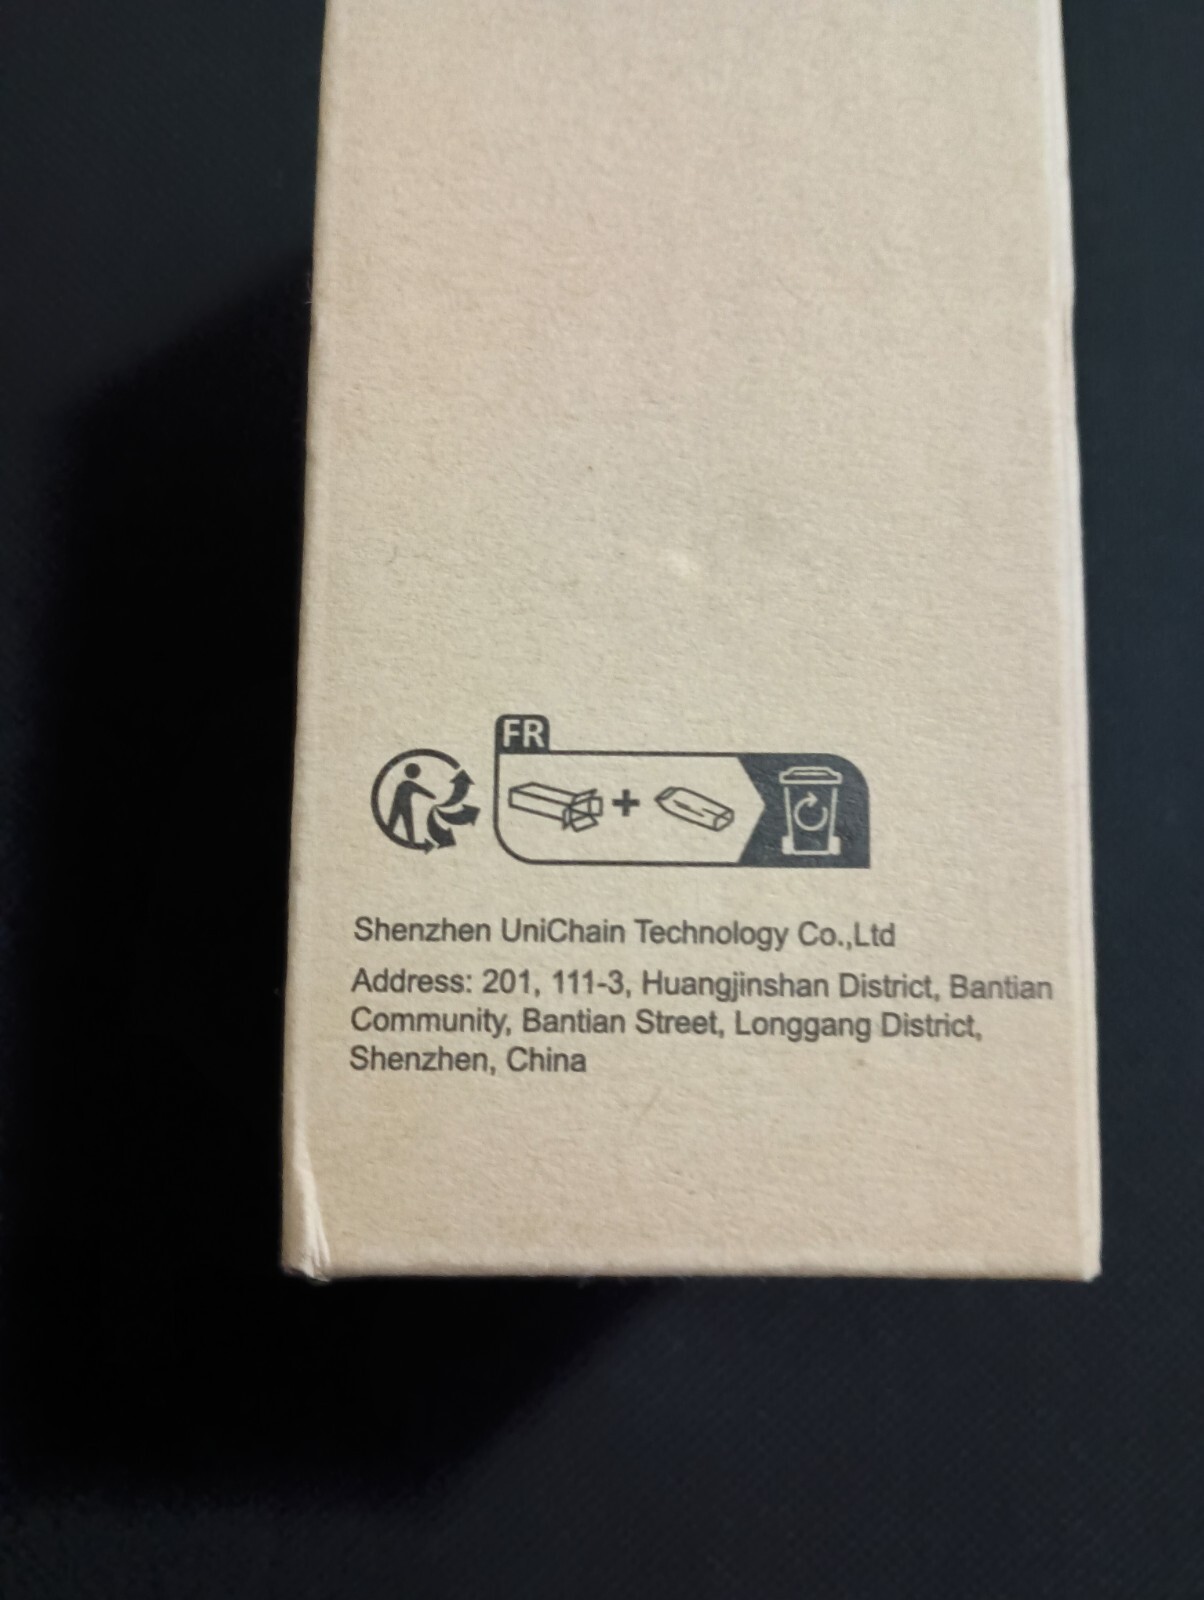 FR
Shenzhen UniChain Technology Co.,Ltd
Address: 201, 111-3, Huangjinshan District, Bantian
Community, Bantian Street, Longgang District,
Shenzhen, China